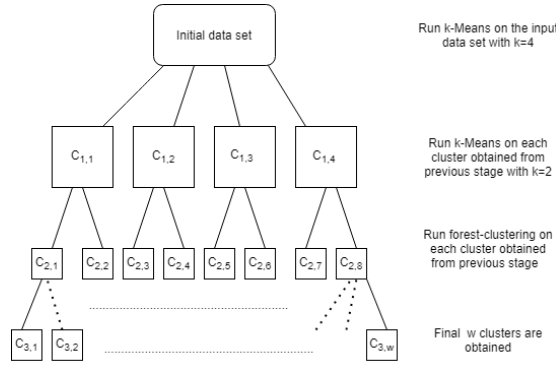 Initial data set
Run k-Means on the input
data set with k=4
C1,1
C1,2
C1,3
C1,4
Run k-Means on each
cluster obtained from
previous stage with k=2
C2,1
C2,2
C2,3
C2,4
C2,5
C2,6
C2,7
C2,8
Run forest-clustering on
each cluster obtained
from previous stage
C3,1
C3,2
C3,w
Final w clusters are
obtained